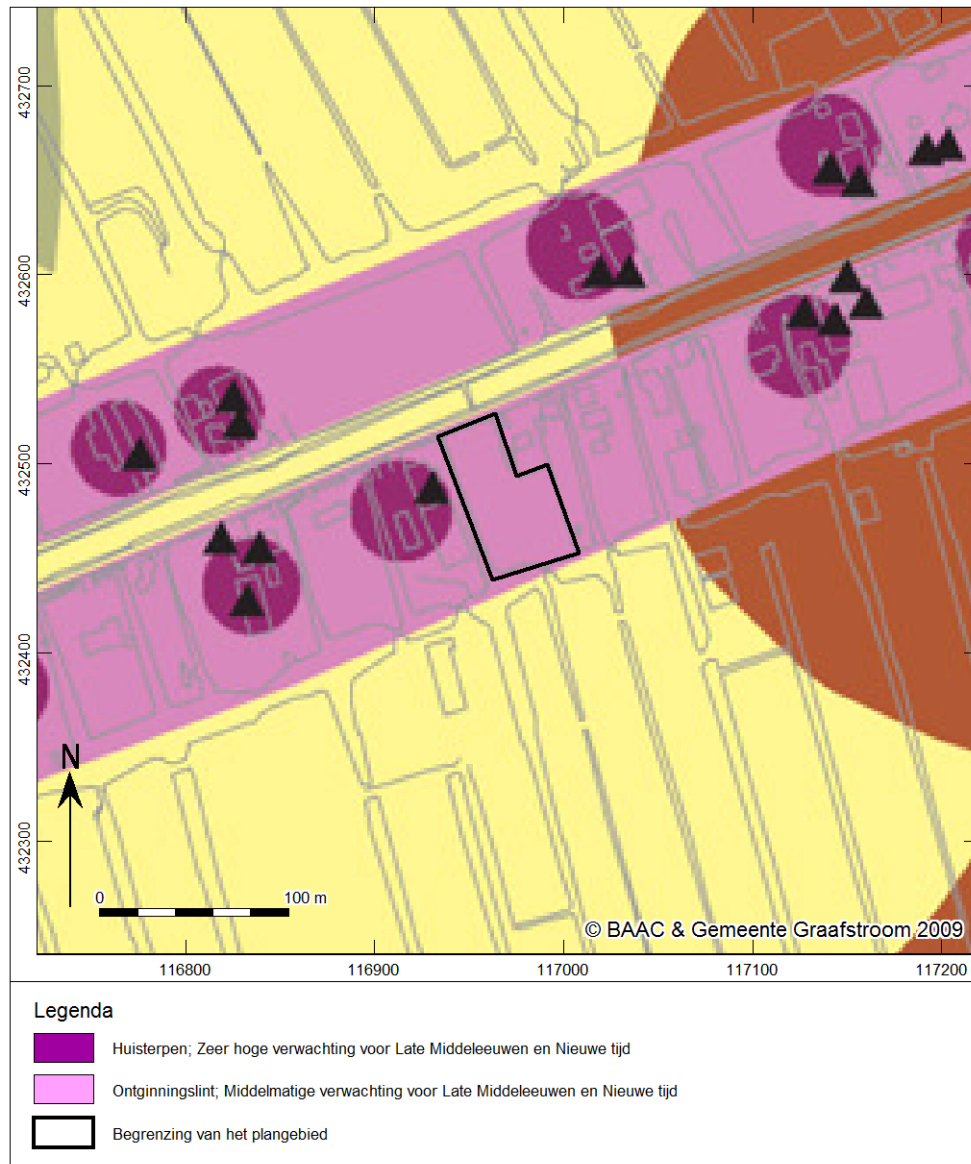 432700
432600
432500
432400
432300
N
0 100 m
© BAAC & Gemeente Graafstroom 2009
116800 116900 117000 117100 117200
Legenda
Huisterpen; Zeer hoge verwachting voor Late Middeleeuwen en Nieuwe tijd
Ontginningslint; Middelmatige verwachting voor Late Middeleeuwen en Nieuwe tijd
Begrenzing van het plangebied